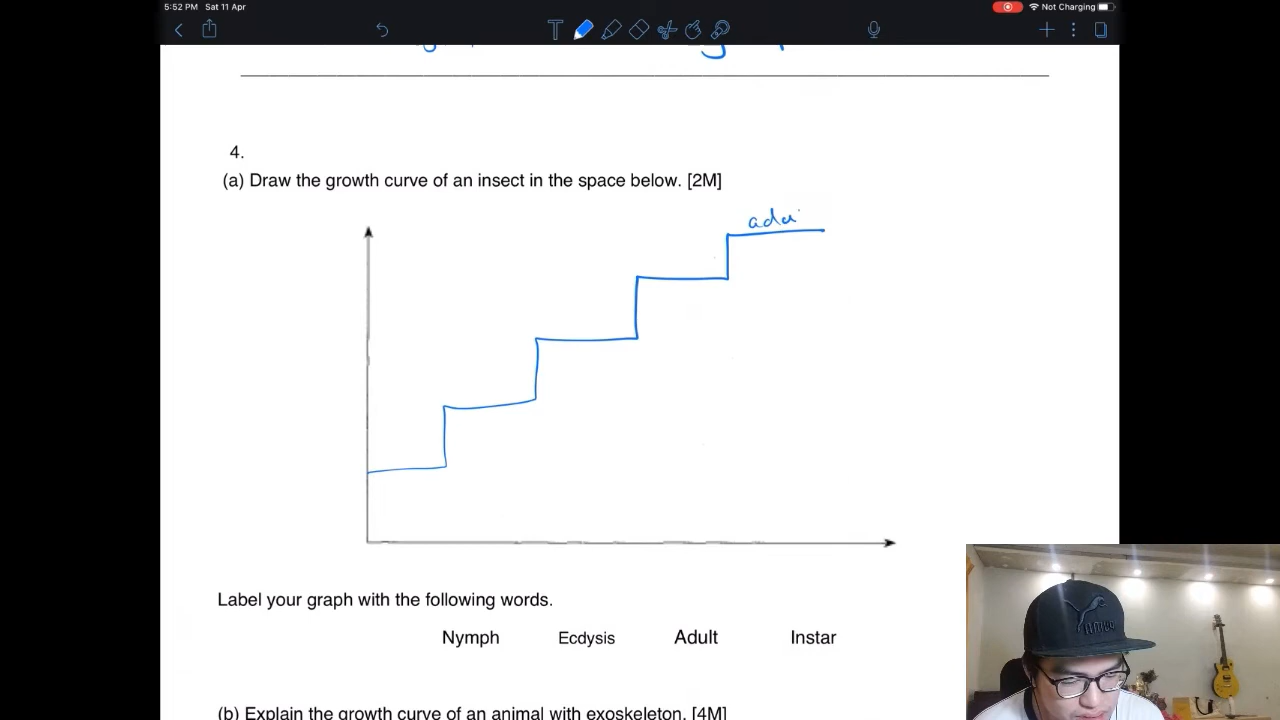 5:52 PM Sat 11 Apr
Not Charging
4.
(a) Draw the growth curve of an insect in the space below. [2M]
Label your graph with the following words.
Nymph Ecdysis Adult Instar
(b) Explain the growth curve of an animal with exoskeleton. [4M]